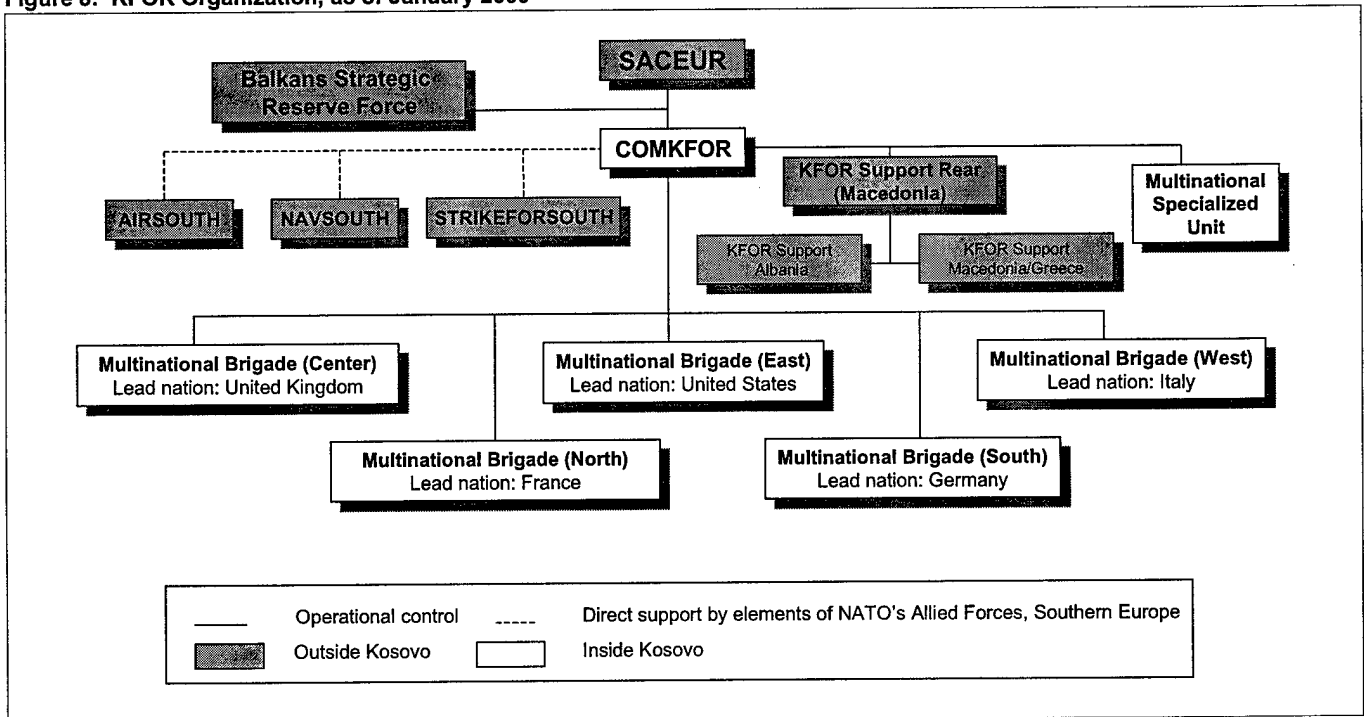 SACEUR
Balkans Strategic
Reserve Force
COMKFOR
KFOR Support Rear
(Macedonia)
Multinational
Specialized
Unit
AIRSOUTH
NAVSOUTH
STRIKEFORSOUTH
KFOR Support
Albania
KFOR Support
Macedonia/Greece
Multinational Brigade (Center)
Lead nation: United Kingdom
Multinational Brigade (East)
Lead nation: United States
Multinational Brigade (West)
Lead nation: Italy
Multinational Brigade (North)
Lead nation: France
Multinational Brigade (South)
Lead nation: Germany
Operational control
Direct support by elements of NATO's Allied Forces, Southern Europe
Outside Kosovo
Inside Kosovo